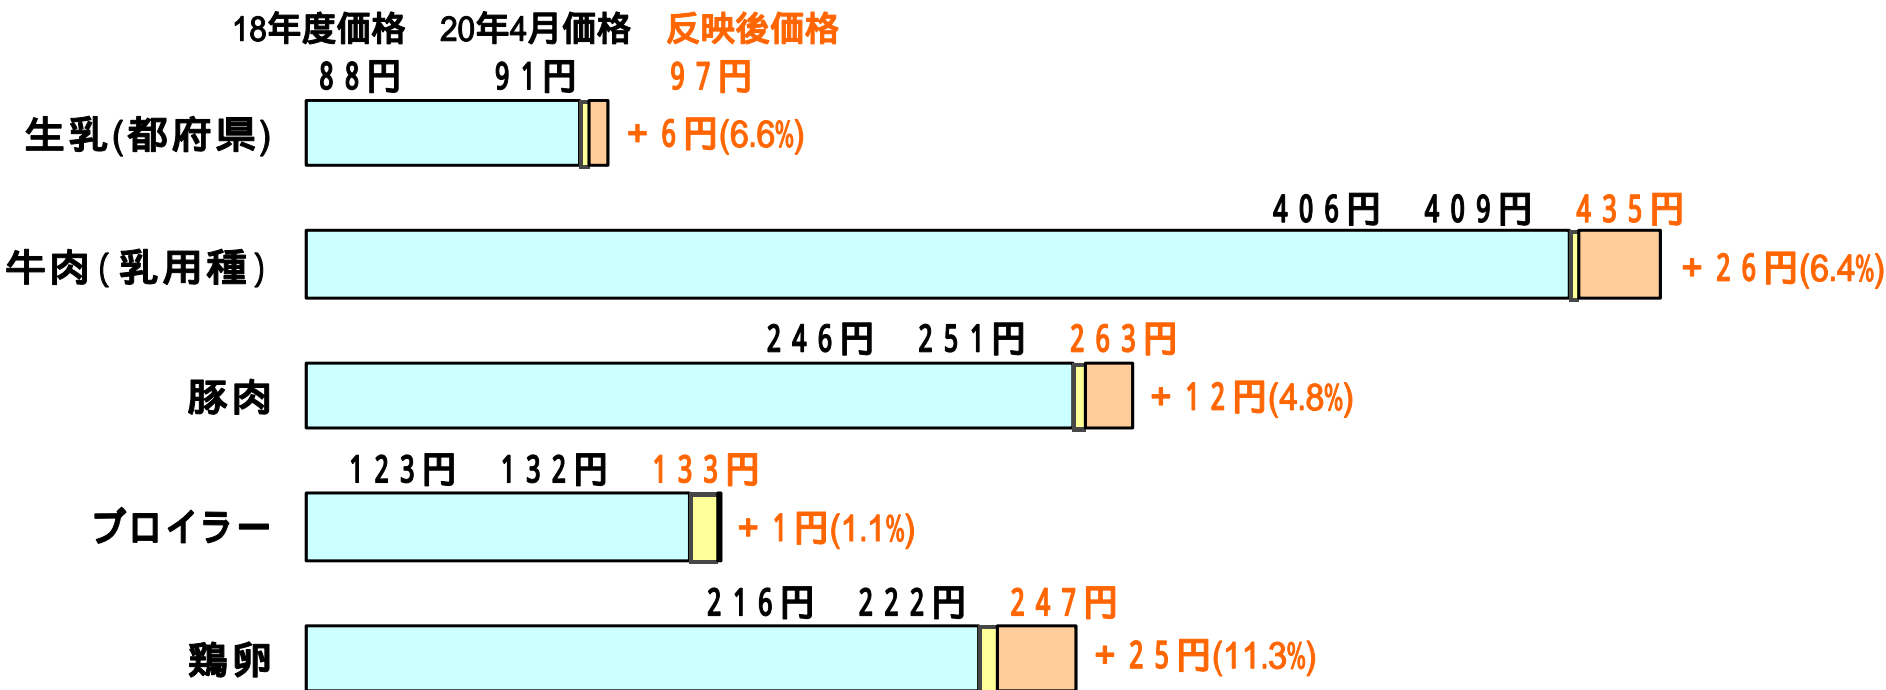 18年度価格 20年4月価格 反映後価格
88円 91円 97円
生乳(都府県) + 6円(6.6%)
406円 409円 435円
牛肉(乳用種) + 26円(6.4%)
246円 251円 263円
豚肉 + 12円(4.8%)
123円 132円 133円
ブロイラー + 1円(1.1%)
216円 222円 247円
鶏卵 + 25円(11.3%)